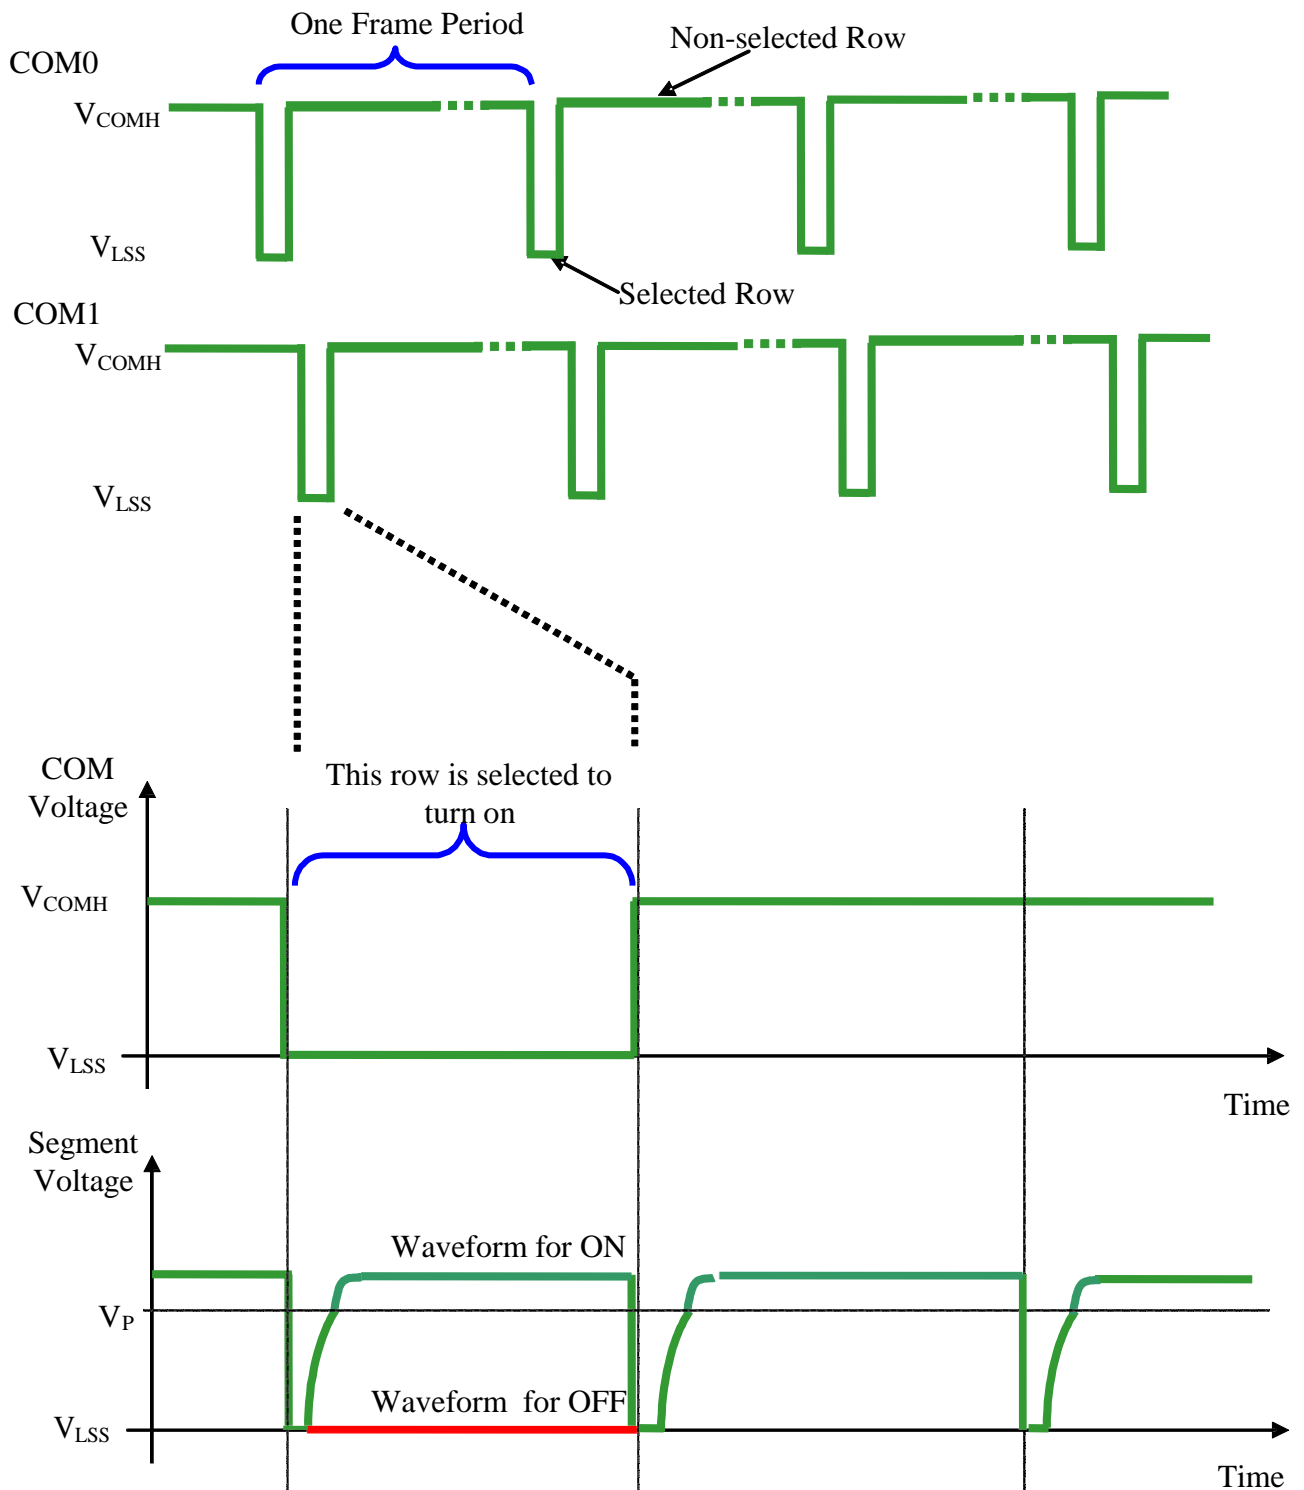 One Frame Period
Non-selected Row
COM0
VCOMH
VLSS
Selected Row
COM1
VCOMH
VLSS
COM
Voltage
This row is selected to
turn on
VCOMH
VLSS
Time
Segment
Voltage
Waveform for ON
VP
Waveform for OFF
VLSS
Time